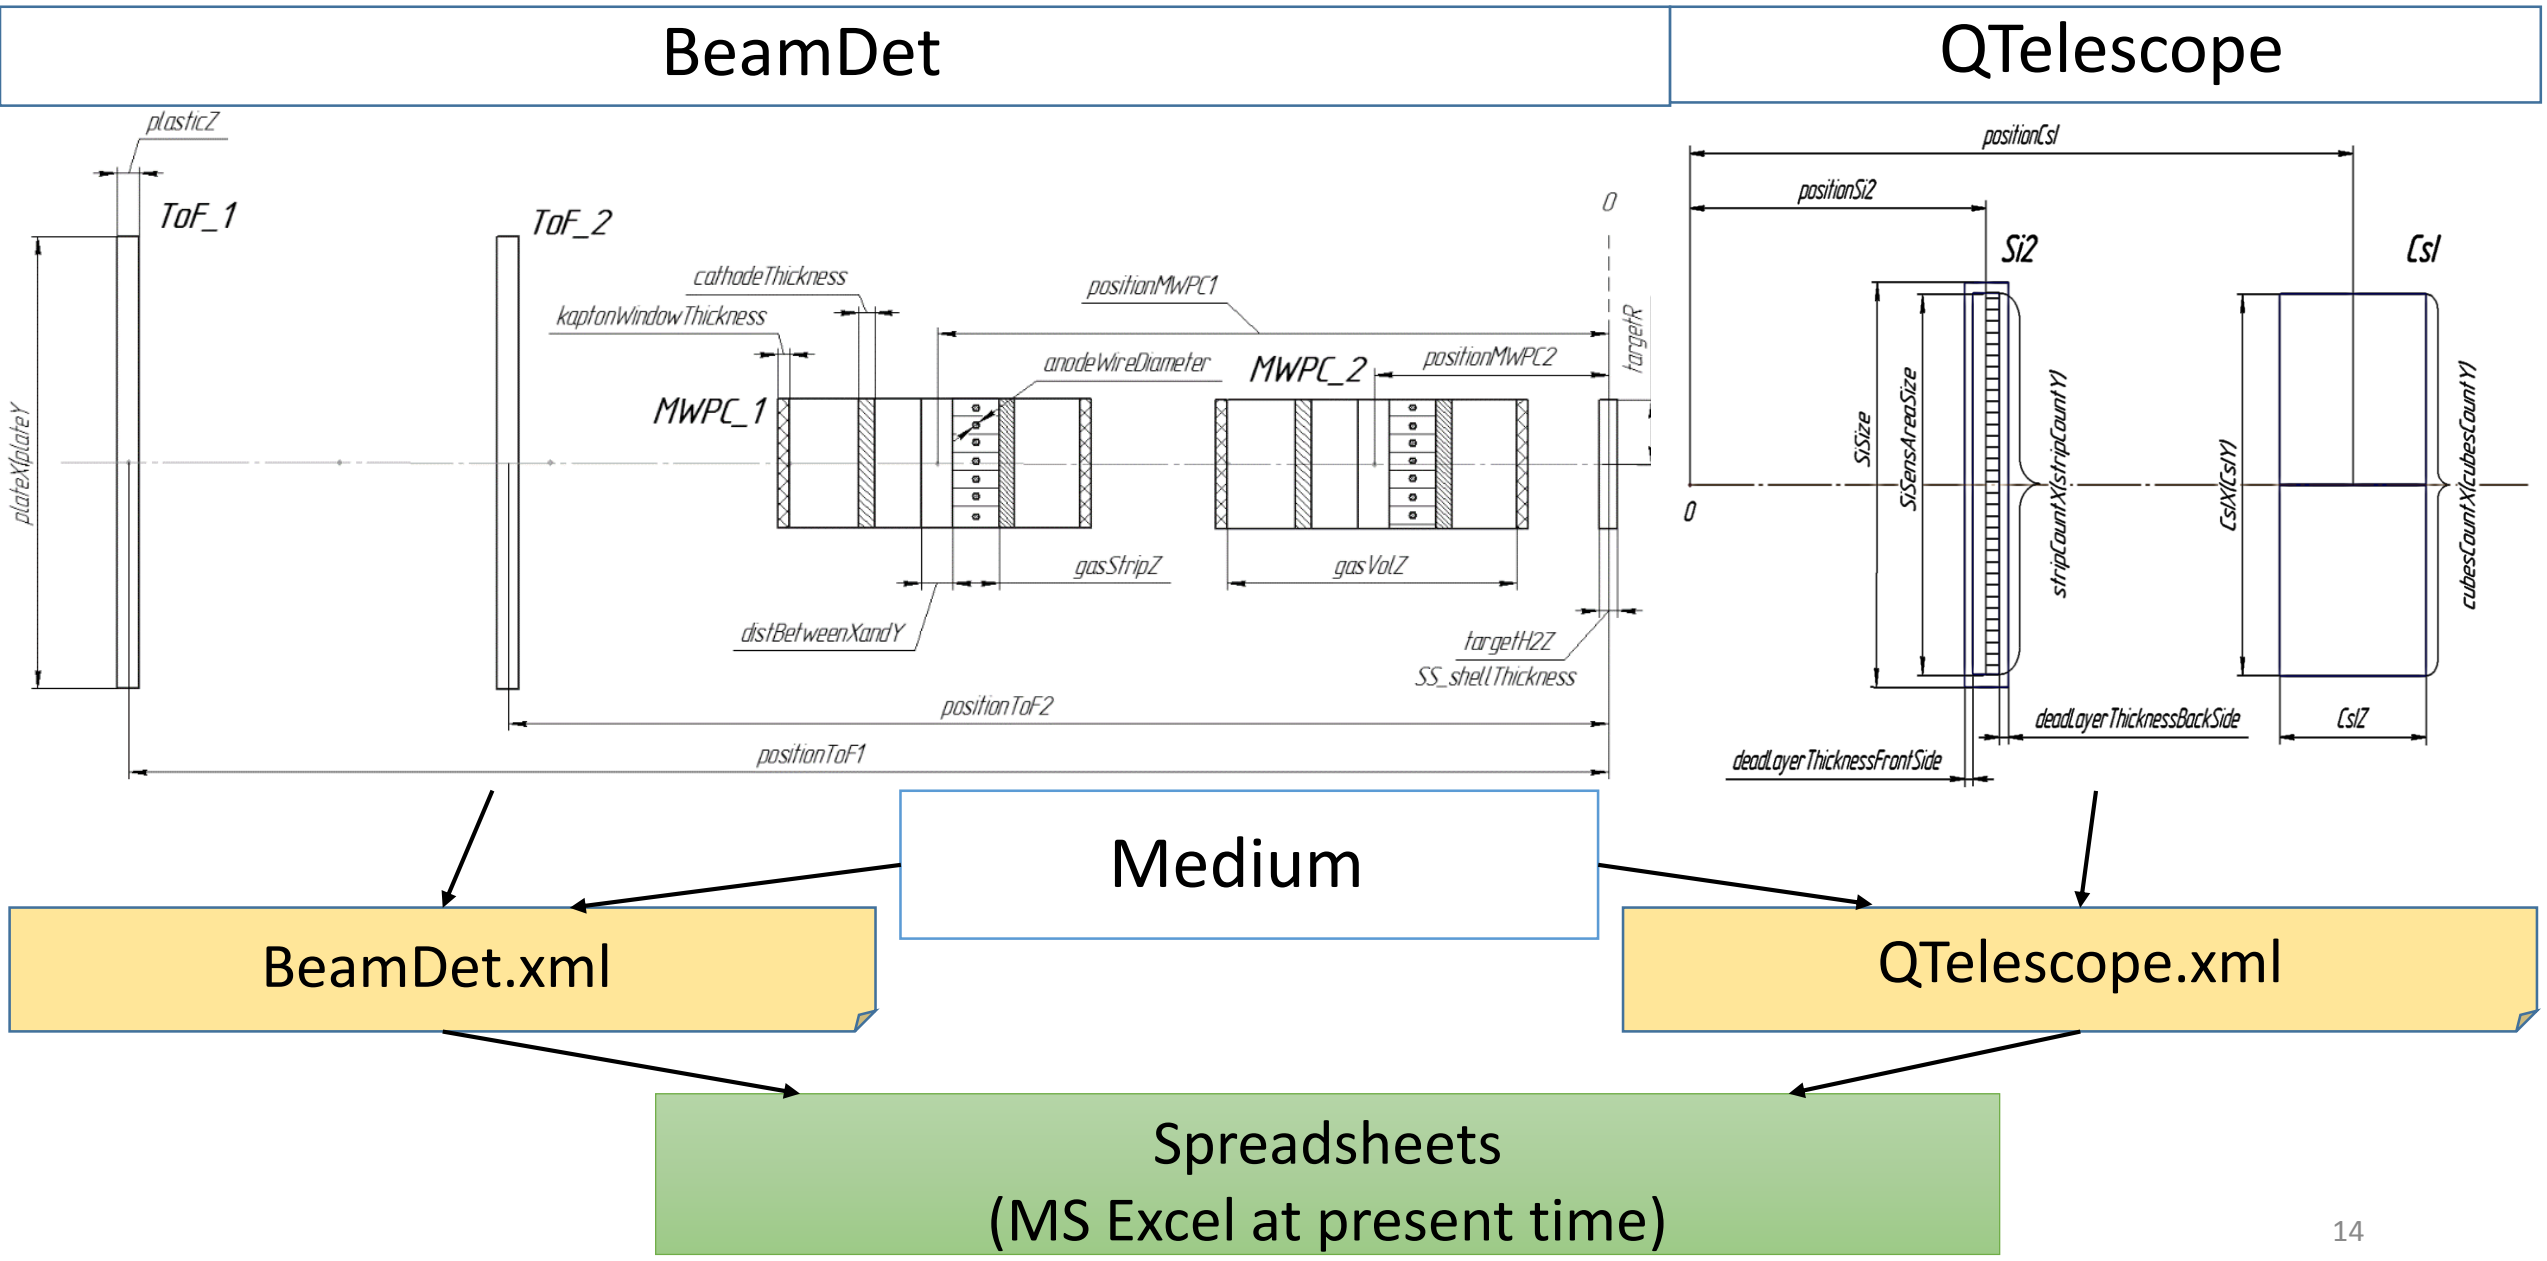 BeamDet
QTelescope
plasticZ
ToF_1
ToF_2
plateX(plateY)
cathodeThickness
kaptonWindowThickness
MWPC_1
positionMWPC1
anodeWireDiameter
MWPC_2
positionMWPC2
0
targetR
gasStripZ
gasVolZ
distBetweenXandY
targetH2Z
SS_shellThickness
positionToF2
positionToF1
positionCsI
positionSi2
Si2
CsI
SiSize
SiSensAreaSize
stripCountX(stripCountY)
CsIX(CsIY)
cubesCountX(cubesCountY)
0
deadLayerThicknessBackSide
CsIZ
deadLayerThicknessFrontSide
Medium
BeamDet.xml
QTelescope.xml
Spreadsheets
(MS Excel at present time)
14